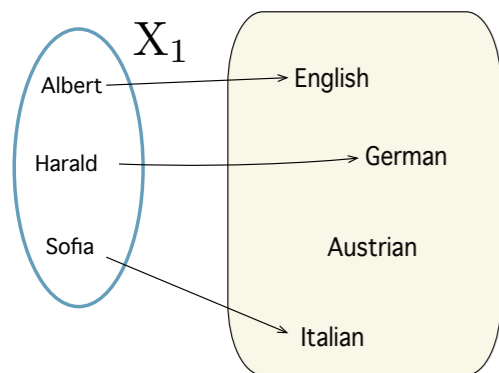 X₁
Albert
English
Harald
German
Sofia
Austrian
Italian